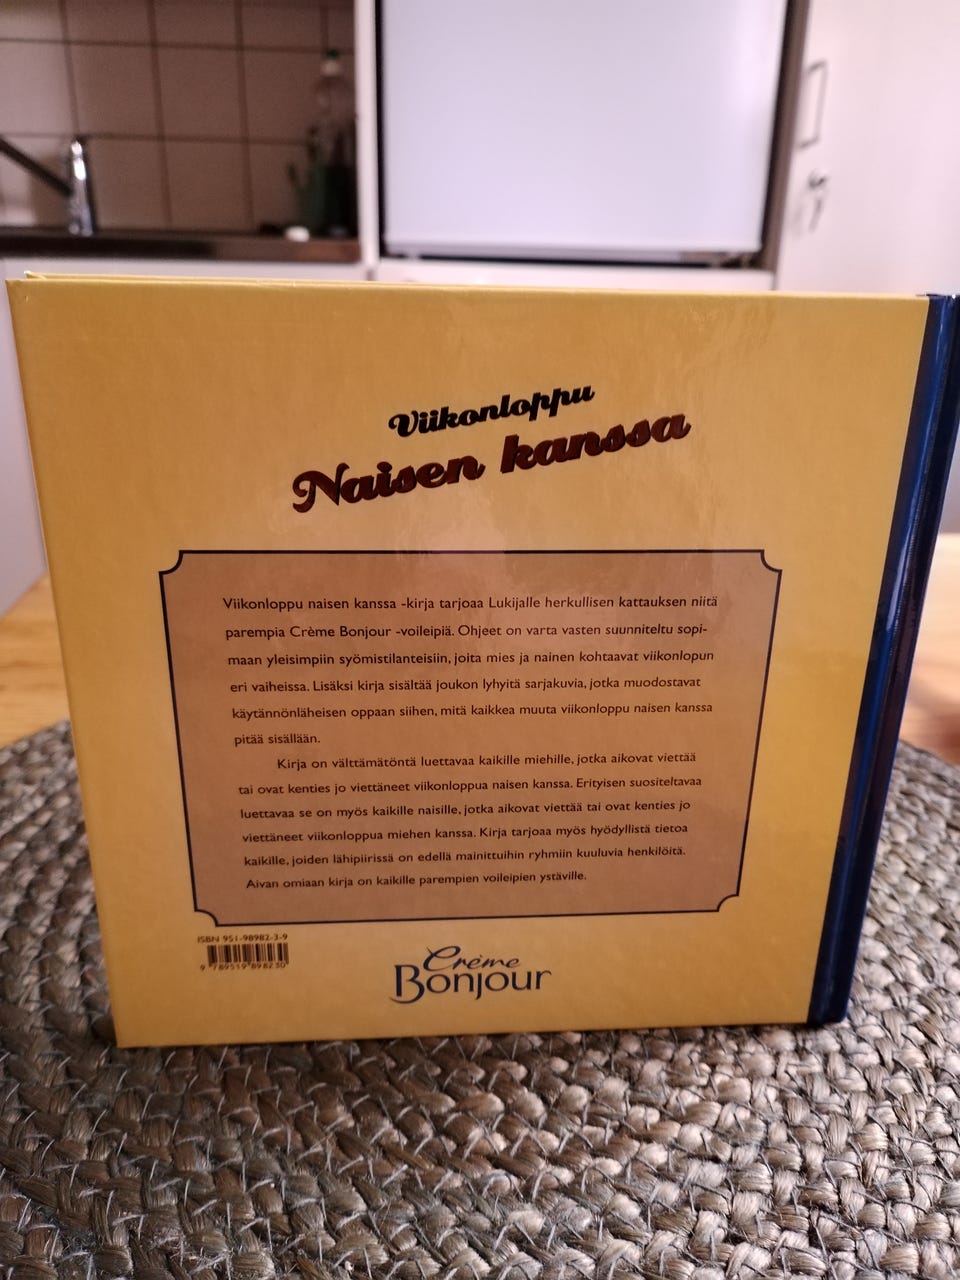 Viikonloppu
Naisen kanssa
Viikonloppu naisen kanssa -kirja tarjoaa Lukijalle herkullisen kattauksen niitä
parempia Crème Bonjour -voileipiä. Ohjeet on varta vasten suunniteltu sopi-
maan yleisimpiin syömistilanteisiin, joita mies ja nainen kohtaavat viikonlopun
eri vaiheissa. Lisäksi kirja sisältää joukon lyhyitä sarjakuvia, jotka muodostavat
käytännönläheisen oppaan siihen, mitä kaikkea muuta viikonloppu naisen kanssa
pitää sisällään.
Kirja on välttämätöntä luettavaa kaikille miehille, jotka aikovat viettää
tai ovat kenties jo viettäneet viikonloppua naisen kanssa. Erityisen suositeltavaa
luettavaa se on myös kaikille naisille, jotka aikovat viettää tai ovat kenties jo
viettäneet viikonloppua miehen kanssa. Kirja tarjoaa myös hyödyllistä tietoa
kaikille, joiden lähipiirissä on edellä mainittuihin ryhmiin kuuluvia henkilöitä.
Aivan omiaan kirja on kaikille parempien voileipien ystäville.
ISBN 951-98982-3-9
9 789519 898230
Crème
Bonjour